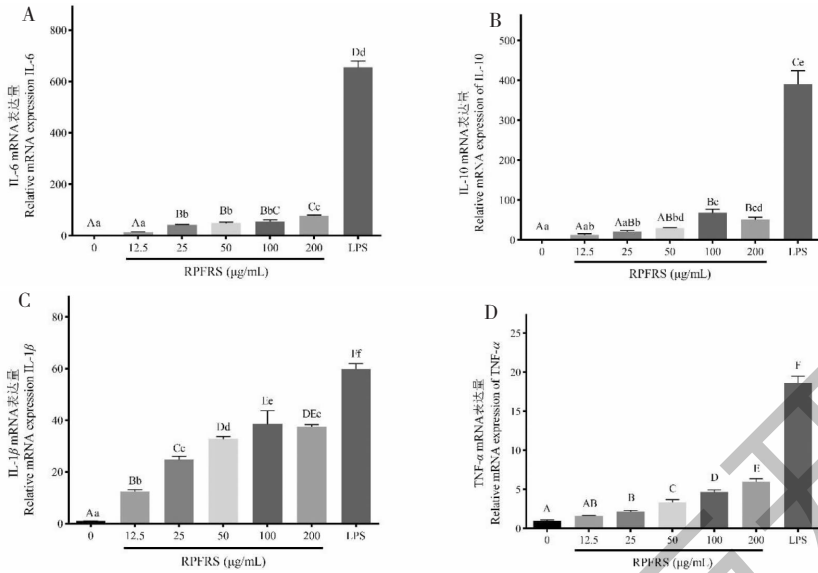 A
IL-6 mRNA表达量
Relative mRNA expression IL-6
800
600
400
200
0
Aa
Aa
Bb
Bb
BbC
Cc
Dd
0
12.5
25
50
100
200
LPS
RPFRS (μg/mL)
B
IL-10 mRNA表达量
Relative mRNA expression of IL-10
500
400
300
200
100
0
Aa
Aab
AaBb
ABbd
Bc
Bcd
Ce
0
12.5
25
50
100
200
LPS
RPFRS (μg/mL)
C
IL-1β mRNA表达量
Relative mRNA expression IL-1β
80
60
40
20
0
Aa
Bb
Cc
Dd
Ee
DEe
Ff
0
12.5
25
50
100
200
LPS
RPFRS (μg/mL)
D
TNF-α mRNA表达量
Relative mRNA expression of TNF-α
25
20
15
10
5
0
A
AB
B
C
D
E
F
0
12.5
25
50
100
200
LPS
RPFRS (μg/mL)